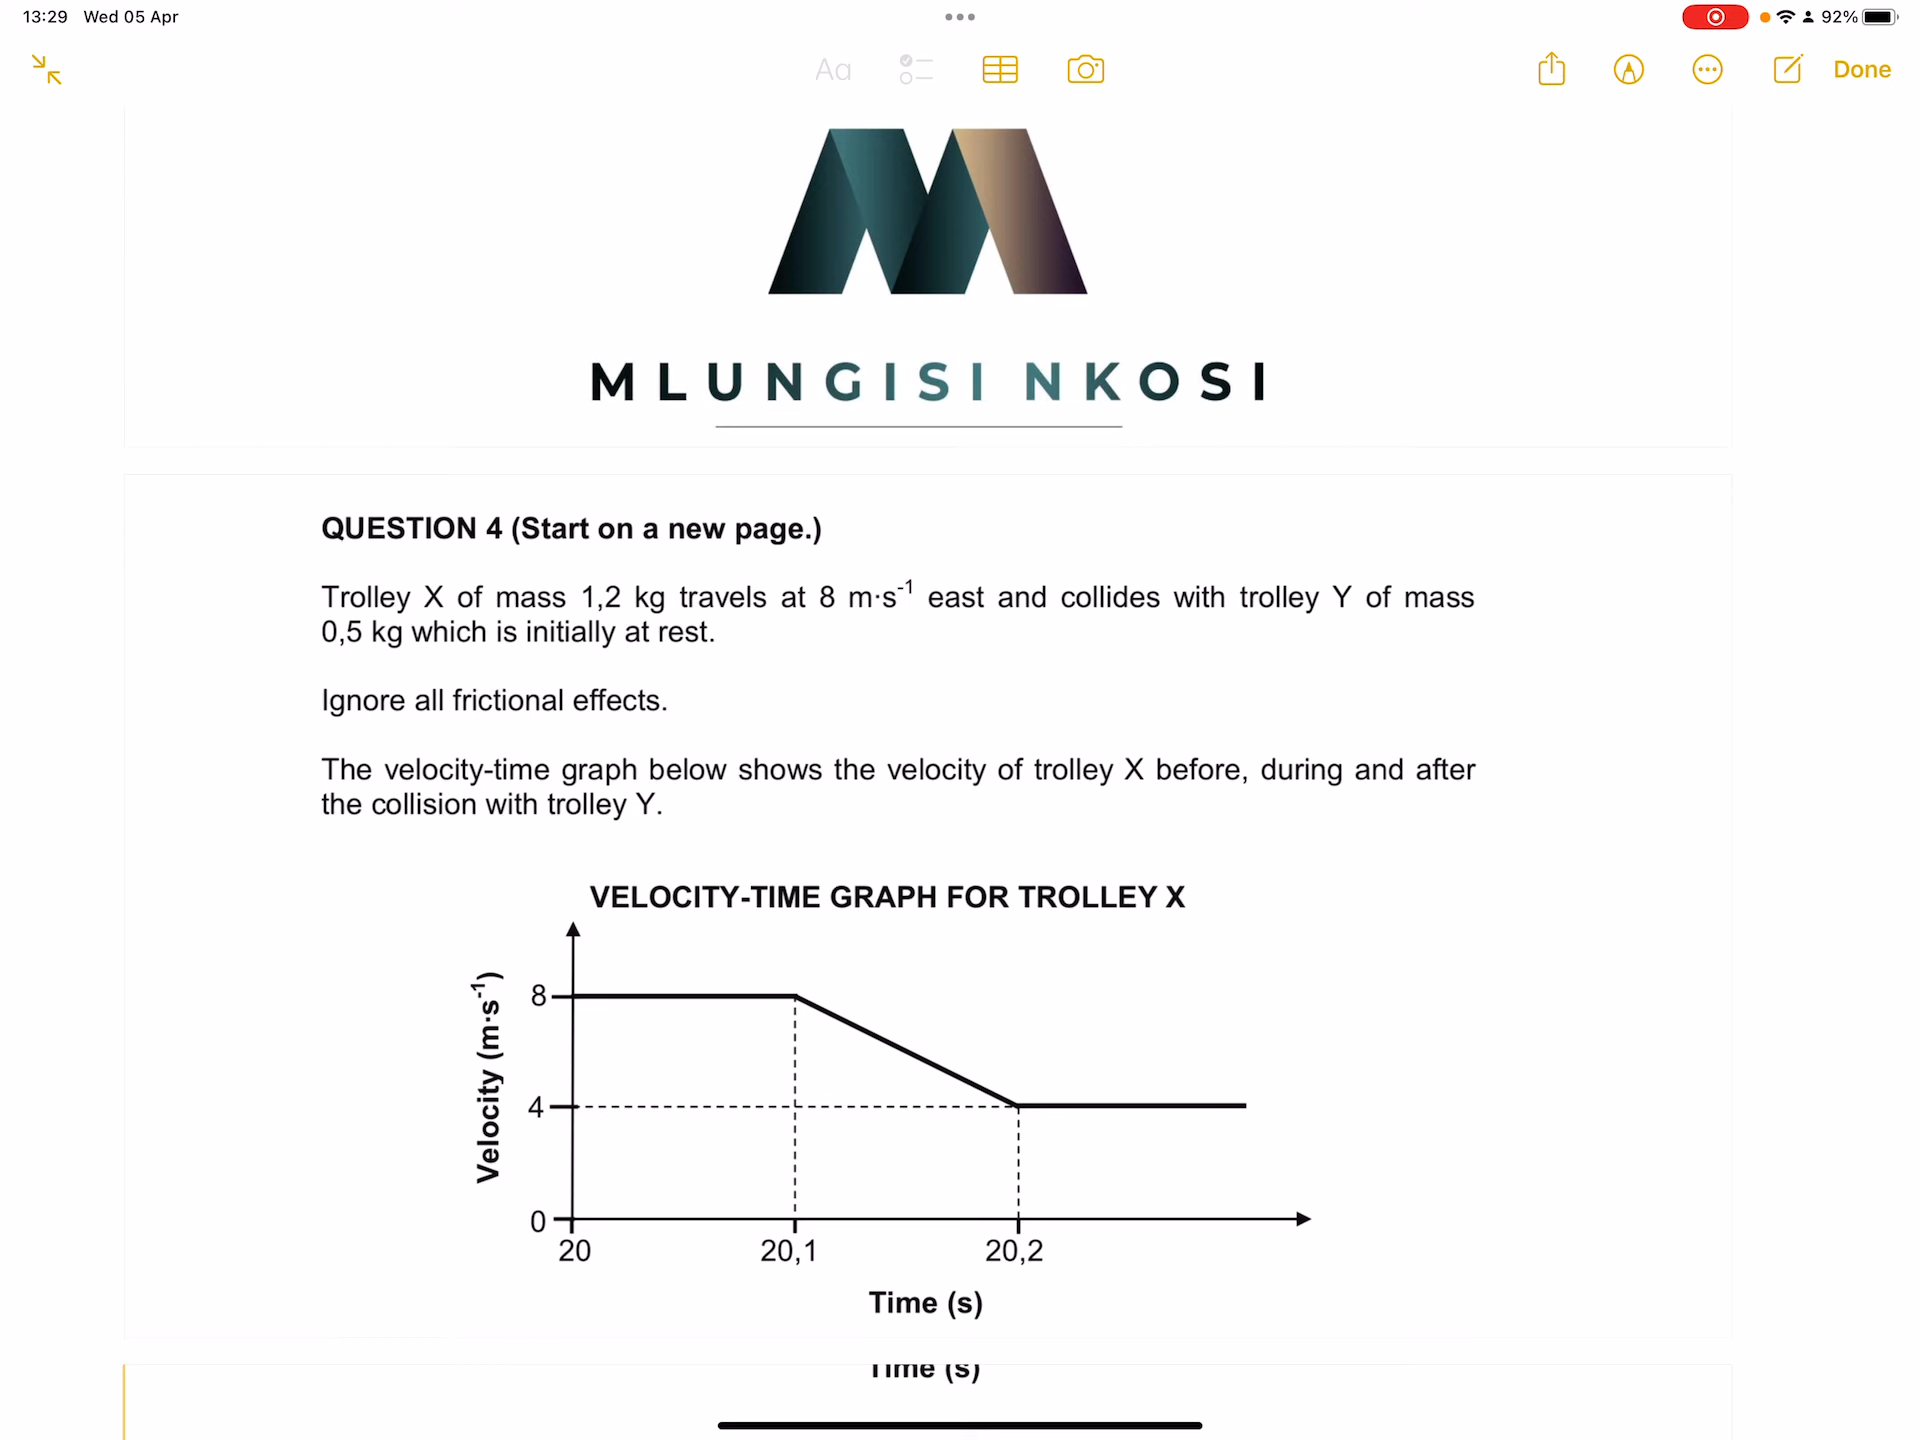 13:29 Wed 05 Apr
92%
Aa
Done
MLUNGISI NKOSI
QUESTION 4 (Start on a new page.)
Trolley X of mass 1,2 kg travels at 8 m·s⁻¹ east and collides with trolley Y of mass
0,5 kg which is initially at rest.
Ignore all frictional effects.
The velocity-time graph below shows the velocity of trolley X before, during and after
the collision with trolley Y.
VELOCITY-TIME GRAPH FOR TROLLEY X
Velocity (m·s⁻¹)
8
4
0
20
20,1
20,2
Time (s)
Time (s)